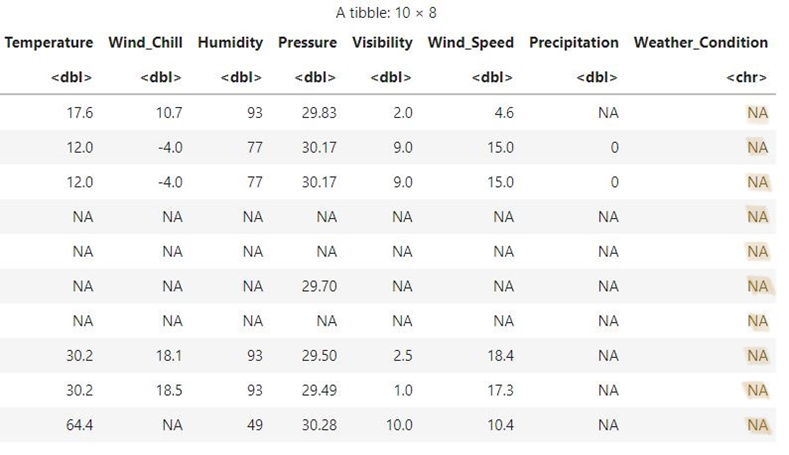 A tibble: 10 × 8
Temperature Wind_Chill Humidity Pressure Visibility Wind_Speed Precipitation Weather_Condition
<dbl> <dbl> <dbl> <dbl> <dbl> <dbl> <dbl> <chr>
17.6 10.7 93 29.83 2.0 4.6 NA NA
12.0 -4.0 77 30.17 9.0 15.0 0 NA
12.0 -4.0 77 30.17 9.0 15.0 0 NA
NA NA NA NA NA NA NA NA
NA NA NA NA NA NA NA NA
NA NA NA 29.70 NA NA NA NA
NA NA NA NA NA NA NA NA
30.2 18.1 93 29.50 2.5 18.4 NA NA
30.2 18.5 93 29.49 1.0 17.3 NA NA
64.4 NA 49 30.28 10.0 10.4 NA NA